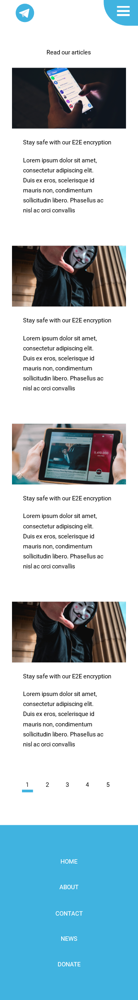 Read our articles
Stay safe with our E2E encryption
Lorem ipsum dolor sit amet,
consectetur adipiscing elit.
Duis ex eros, scelerisque id
mauris non, condimentum
sollicitudin libero. Phasellus ac
nisl ac orci convallis
Stay safe with our E2E encryption
Lorem ipsum dolor sit amet,
consectetur adipiscing elit.
Duis ex eros, scelerisque id
mauris non, condimentum
sollicitudin libero. Phasellus ac
nisl ac orci convallis
The New York Times
5,410,000
Stay safe with our E2E encryption
Lorem ipsum dolor sit amet,
consectetur adipiscing elit.
Duis ex eros, scelerisque id
mauris non, condimentum
sollicitudin libero. Phasellus ac
nisl ac orci convallis
Stay safe with our E2E encryption
Lorem ipsum dolor sit amet,
consectetur adipiscing elit.
Duis ex eros, scelerisque id
mauris non, condimentum
sollicitudin libero. Phasellus ac
nisl ac orci convallis
1 2 3 4 5
HOME
ABOUT
CONTACT
NEWS
DONATE